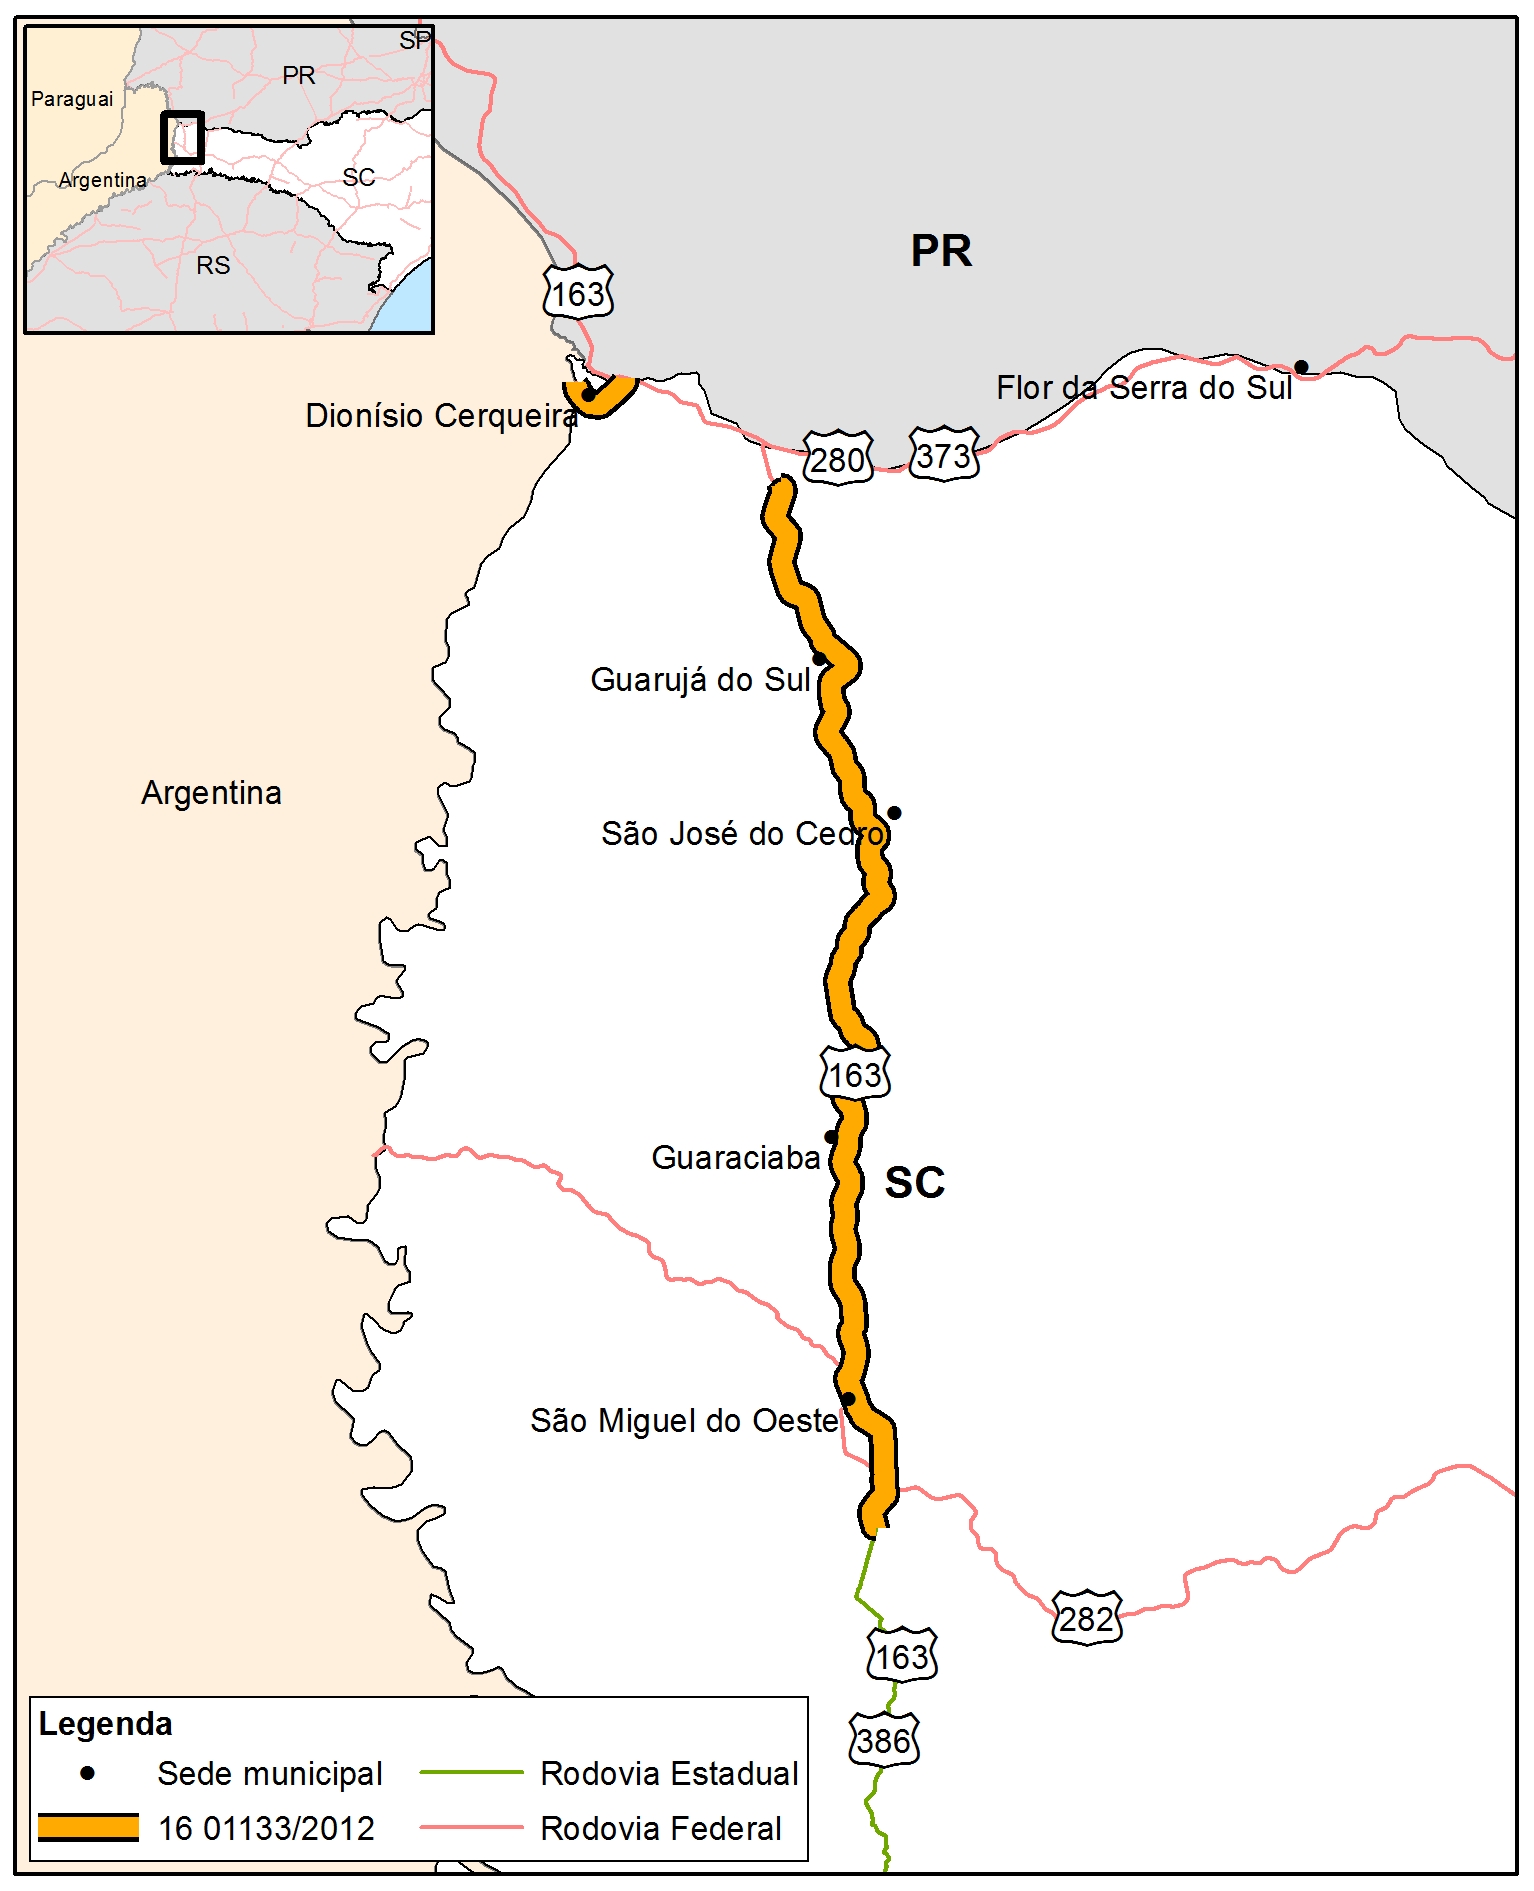 SP
PR
Paraguai
Argentina
SC
RS
PR
163
Flor da Serra do Sul
Dionísio Cerqueira
280
373
Guarujá do Sul
Argentina
São José do Cedro
163
Guaraciaba
SC
São Miguel do Oeste
282
163
386
Legenda
Sede municipal
Rodovia Estadual
16 01133/2012
Rodovia Federal